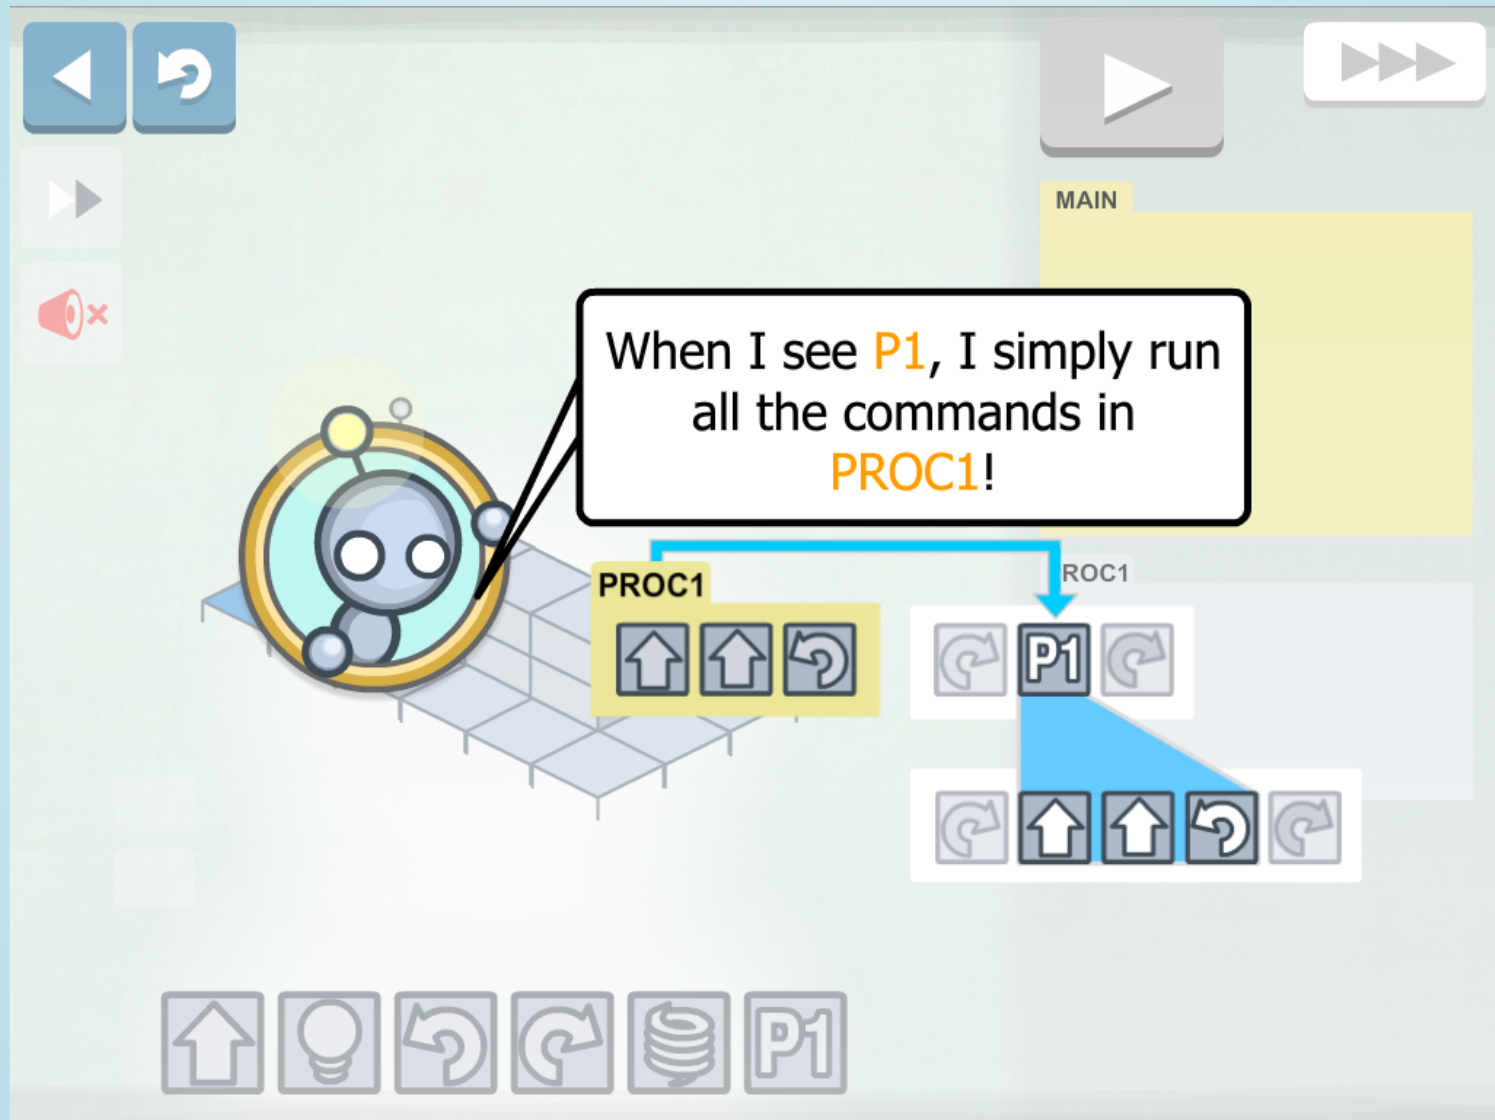 MAIN
When I see P1, I simply run
all the commands in
PROC1!
PROC1
ROC1
P1
P1